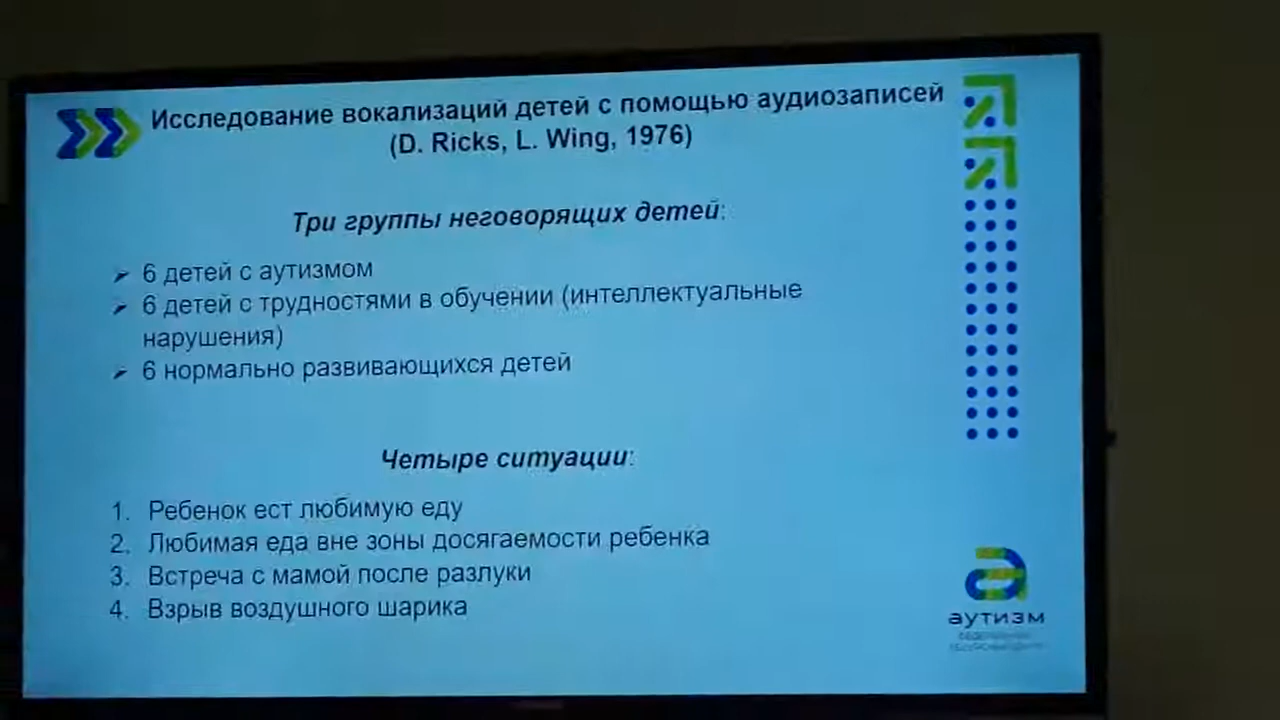 Исследование вокализаций детей с помощью аудиозаписей
(D. Ricks, L. Wing, 1976)
Три группы неговорящих детей:
➢ 6 детей с аутизмом
➢ 6 детей с трудностями в обучении (интеллектуальные
нарушения)
➢ 6 нормально развивающихся детей
Четыре ситуации:
1. Ребенок ест любимую еду
2. Любимая еда вне зоны досягаемости ребенка
3. Встреча с мамой после разлуки
4. Взрыв воздушного шарика
аутизм